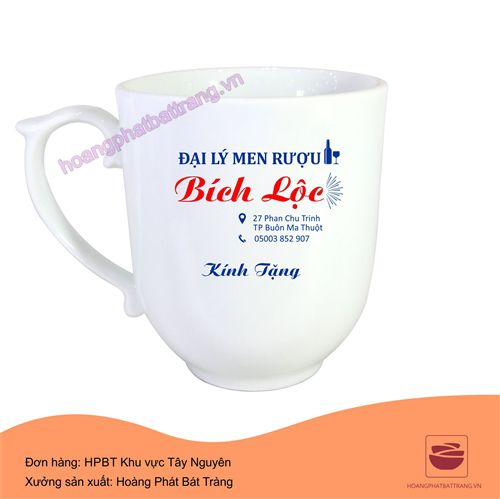 hoangphatbattrang.vn
ĐẠI LÝ MEN RƯỢU
Bích Lộc
27 Phan Chu Trinh
TP Buôn Ma Thuột
05003 852 907
Kính Tặng
Đơn hàng: HPBT Khu vực Tây Nguyên
Xưởng sản xuất: Hoàng Phát Bát Tràng
HOANGPHATBATTRANG.VN